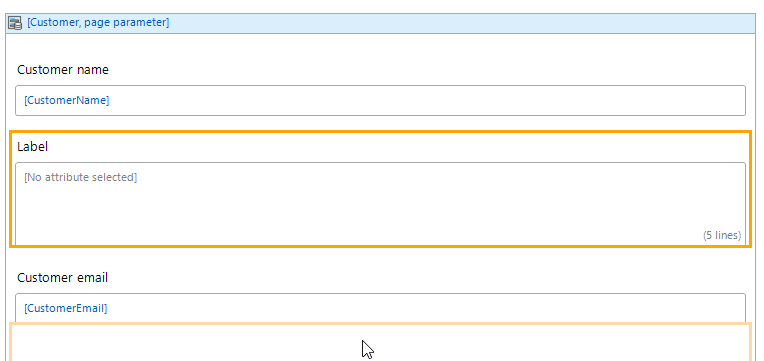 [Customer, page parameter]
Customer name
[CustomerName]
Label
[No attribute selected]
(5 lines)
Customer email
[CustomerEmail]